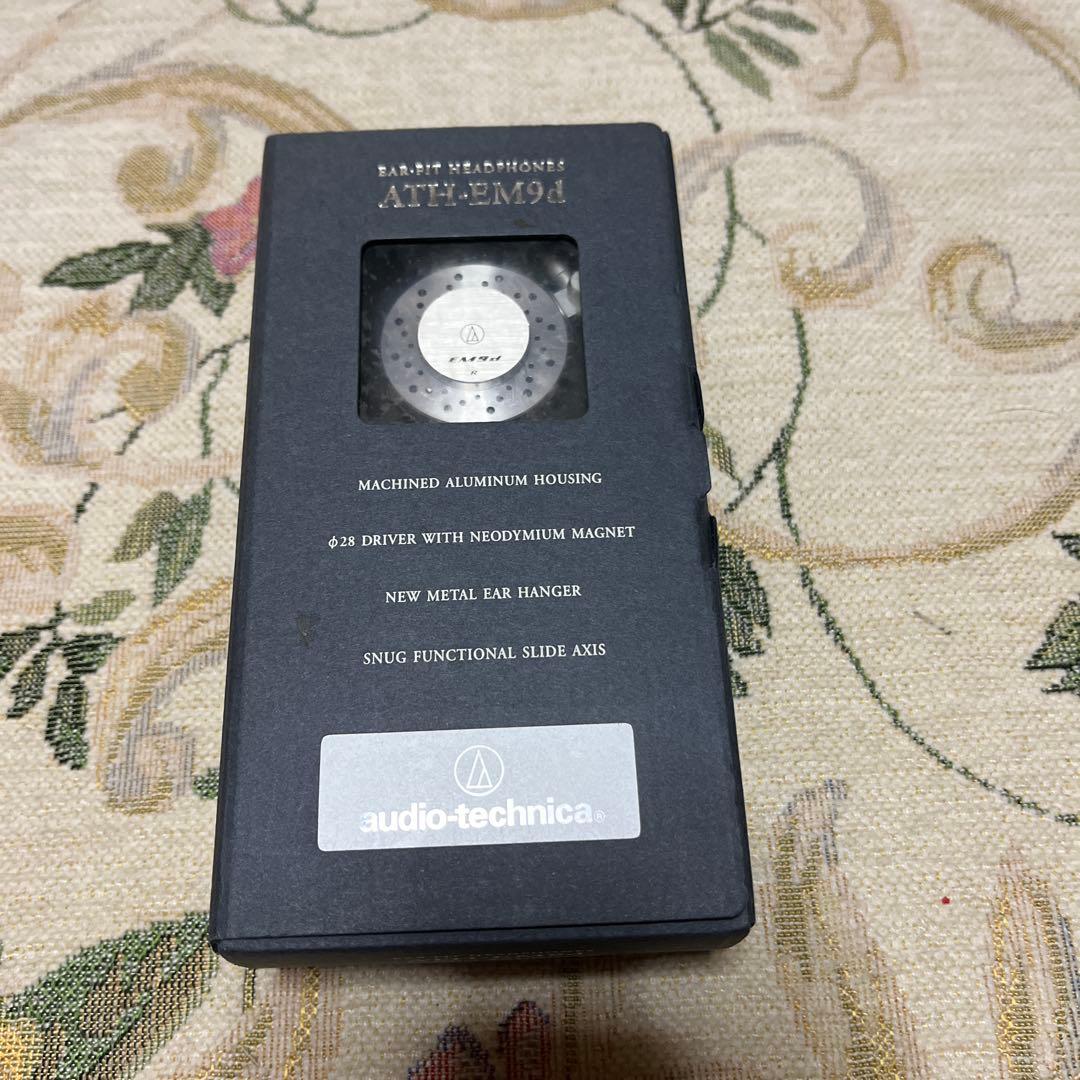 EAR·FIT HEADPHONES
ATH-EM9d
EM9d
R
MACHINED ALUMINUM HOUSING
φ28 DRIVER WITH NEODYMIUM MAGNET
NEW METAL EAR HANGER
SNUG FUNCTIONAL SLIDE AXIS
audio-technica®